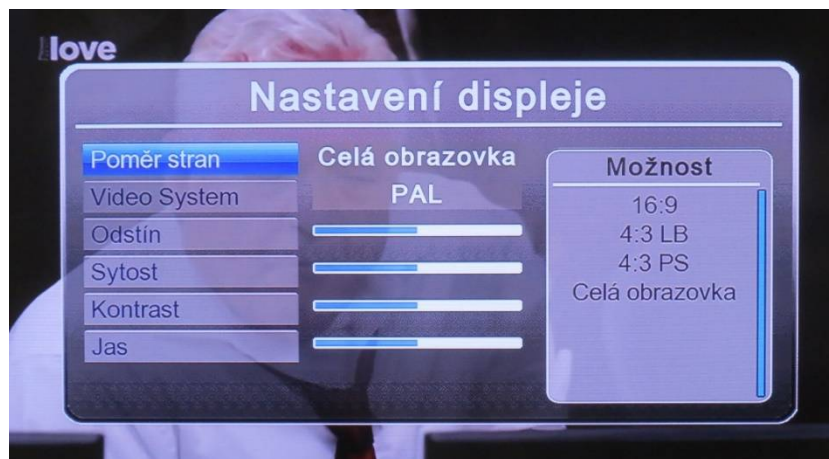 love
Nastavení displeje
Poměr stran Celá obrazovka
Video System PAL
Odstín
Sytost
Kontrast
Jas
Možnost
16:9
4:3 LB
4:3 PS
Celá obrazovka